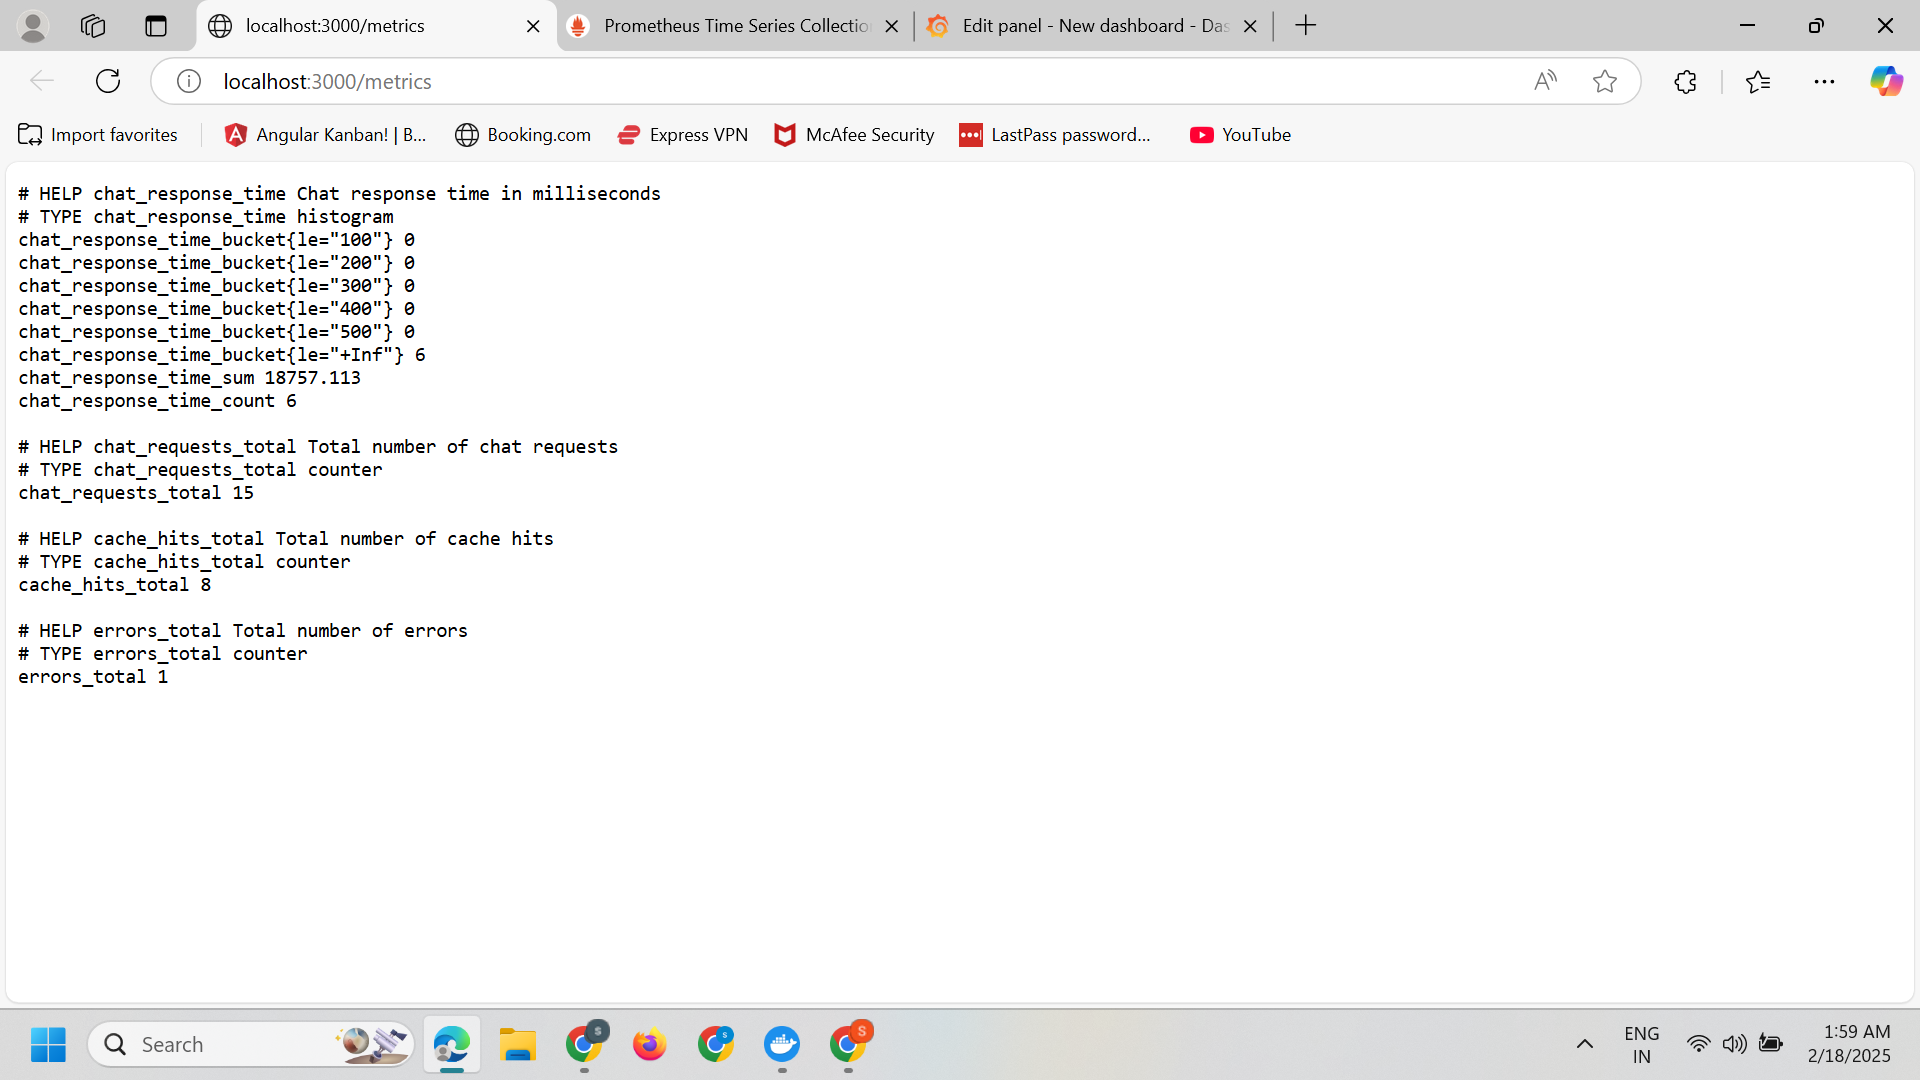 localhost:3000/metrics
Prometheus Time Series Collectio
Edit panel - New dashboard - Das
localhost:3000/metrics
Import favorites
Angular Kanban! | B...
Booking.com
Express VPN
McAfee Security
LastPass password...
YouTube
# HELP chat_response_time Chat response time in milliseconds
# TYPE chat_response_time histogram
chat_response_time_bucket{le="100"} 0
chat_response_time_bucket{le="200"} 0
chat_response_time_bucket{le="300"} 0
chat_response_time_bucket{le="400"} 0
chat_response_time_bucket{le="500"} 0
chat_response_time_bucket{le="+Inf"} 6
chat_response_time_sum 18757.113
chat_response_time_count 6
# HELP chat_requests_total Total number of chat requests
# TYPE chat_requests_total counter
chat_requests_total 15
# HELP cache_hits_total Total number of cache hits
# TYPE cache_hits_total counter
cache_hits_total 8
# HELP errors_total Total number of errors
# TYPE errors_total counter
errors_total 1
Search
S
S
S
ENG
IN
1:59 AM
2/18/2025